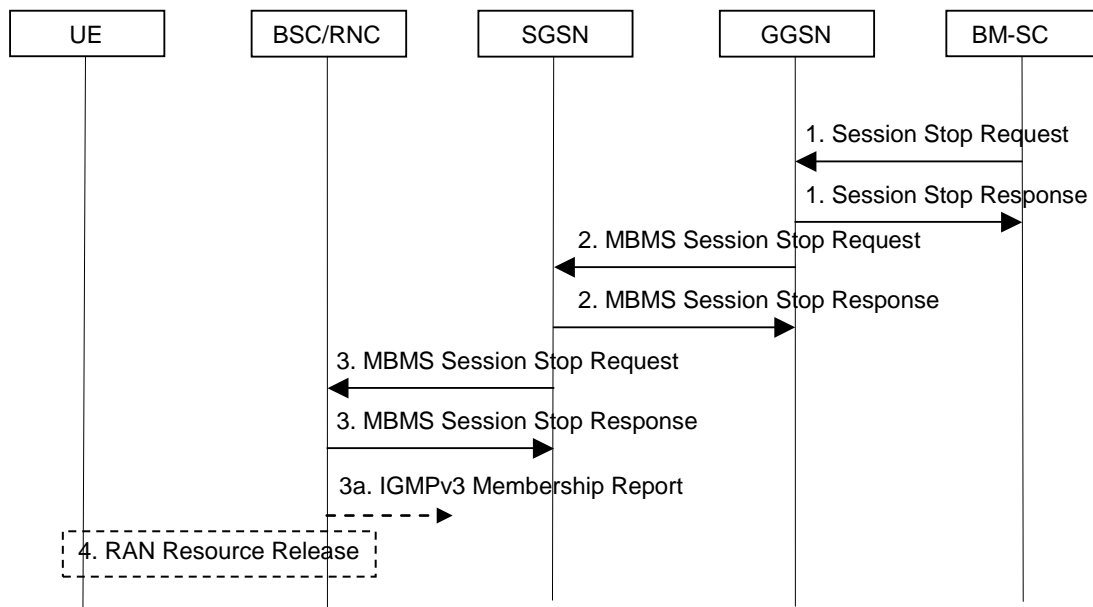 UE
BSC/RNC
SGSN
GGSN
BM-SC
1. Session Stop Request
1. Session Stop Response
2. MBMS Session Stop Request
2. MBMS Session Stop Response
3. MBMS Session Stop Request
3. MBMS Session Stop Response
3a. IGMPv3 Membership Report
4. RAN Resource Release